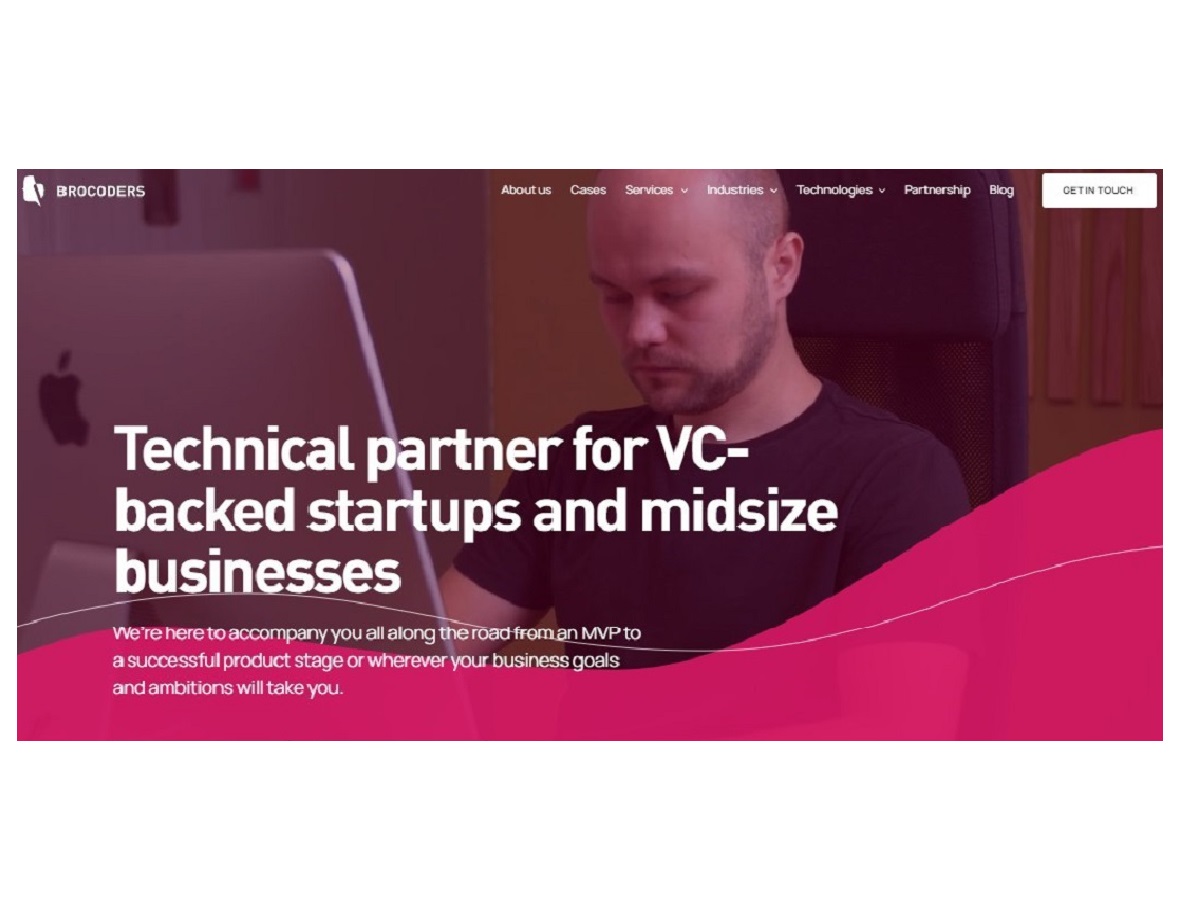 BROCODERS
About us Cases Services Industries Technologies Partnership Blog GET IN TOUCH
Technical partner for VC-
backed startups and midsize
businesses
We're here to accompany you all along the road from an MVP to
a successful product stage or wherever your business goals
and ambitions will take you.